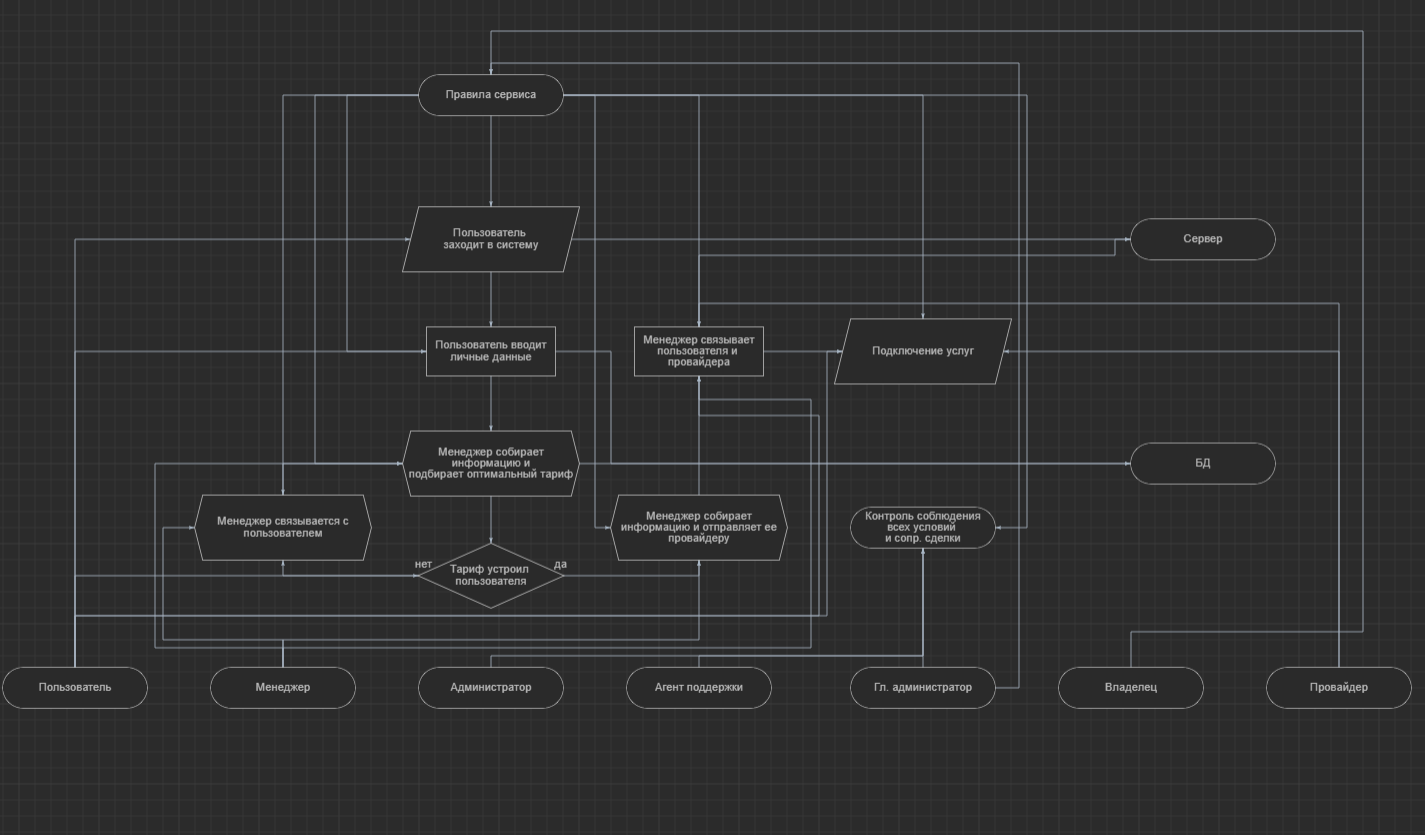 Правила сервиса
Пользователь
заходит в систему
Сервер
Пользователь вводит
личные данные
Менеджер связывает
пользователя и
провайдера
Подключение услуг
Менеджер собирает
информацию и
подбирает оптимальный тариф
БД
Менеджер связывается с
пользователем
Менеджер собирает
информацию и отправляет ее
провайдеру
Контроль соблюдения
всех условий
и сопр. сделки
нет
Тариф устроил
пользователя
да
Пользователь
Менеджер
Администратор
Агент поддержки
Гл. администратор
Владелец
Провайдер